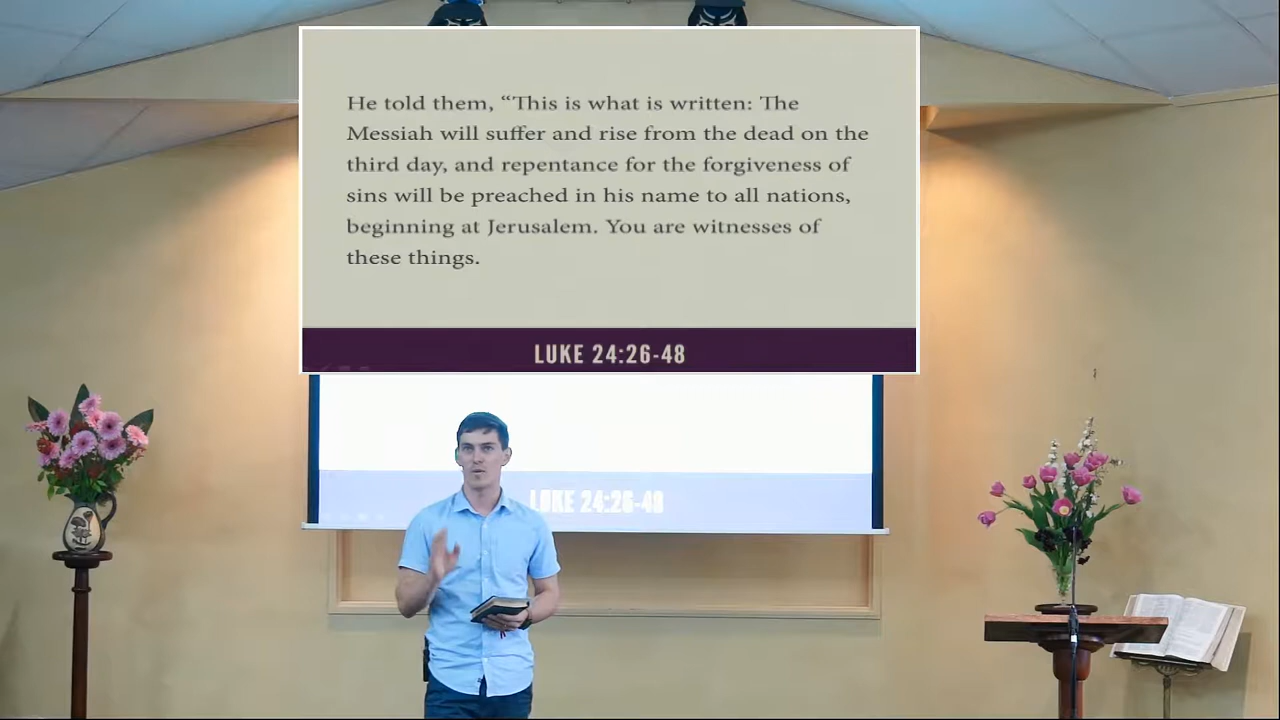 He told them, “This is what is written: The
Messiah will suffer and rise from the dead on the
third day, and repentance for the forgiveness of
sins will be preached in his name to all nations,
beginning at Jerusalem. You are witnesses of
these things.
LUKE 24:26-48
LUKE 24:26-48